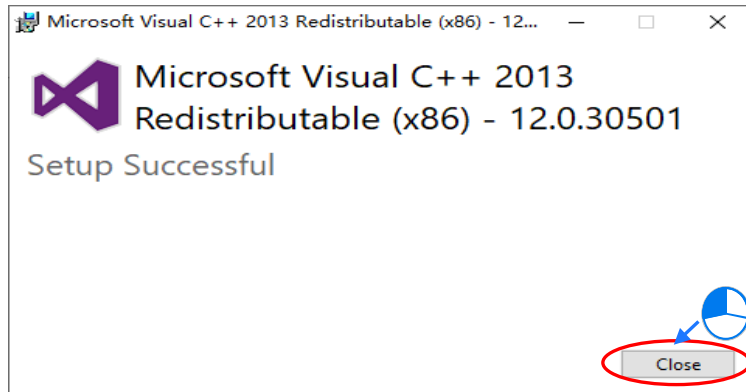 Microsoft Visual C++ 2013 Redistributable (x86) - 12...
Microsoft Visual C++ 2013
Redistributable (x86) - 12.0.30501
Setup Successful
Close